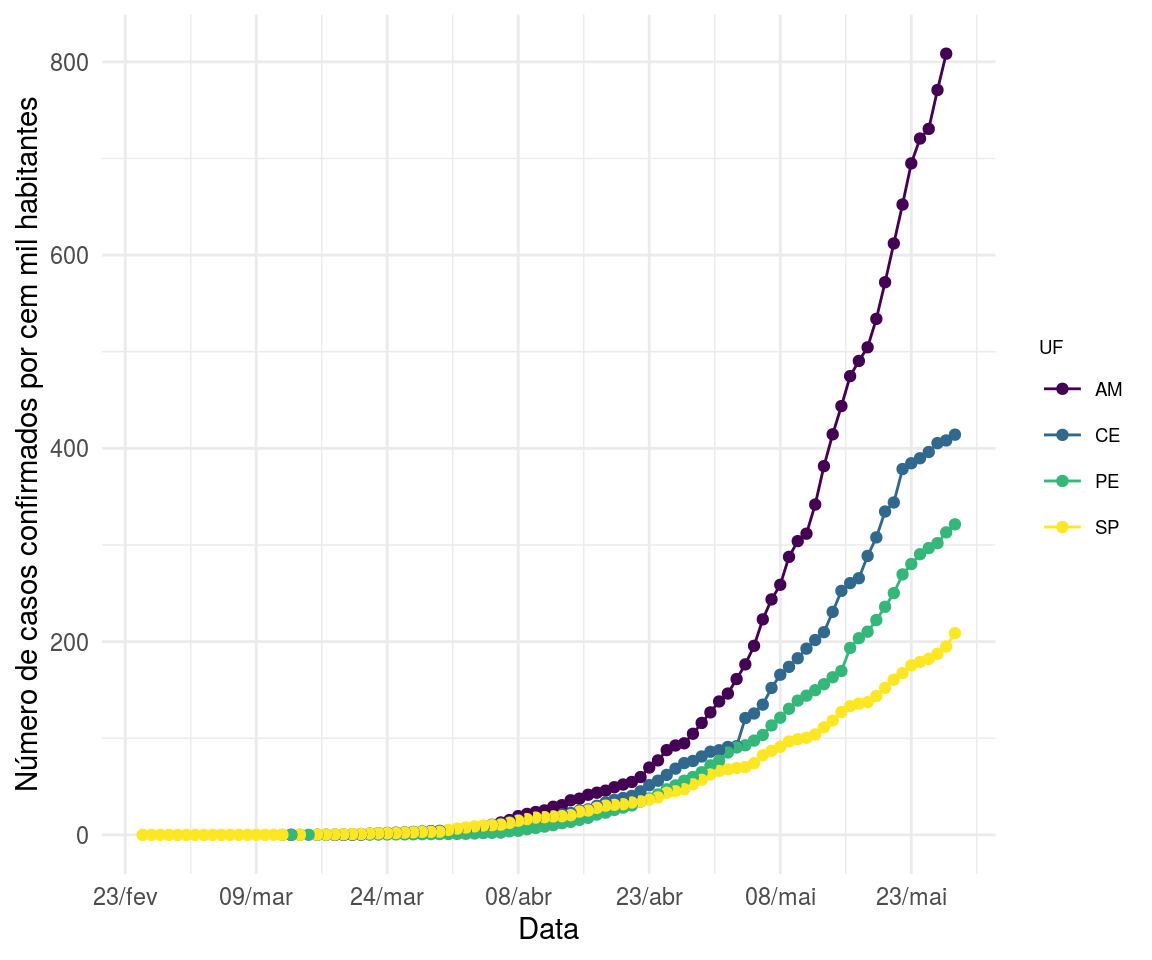 Número de casos confirmados por cem mil habitantes
800
600
400
200
0
23/fev
09/mar
24/mar
08/abr
23/abr
08/mai
23/mai
Data
UF
AM
CE
PE
SP